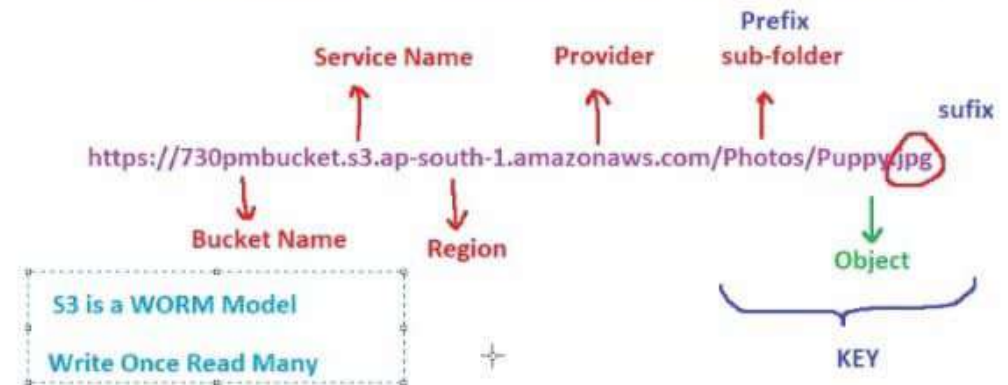 Prefix
Service Name Provider sub-folder
sufix
https://730pmbucket.s3.ap-south-1.amazonaws.com/Photos/Puppy.jpg
Bucket Name Region
Object
S3 is a WORM Model
Write Once Read Many
KEY